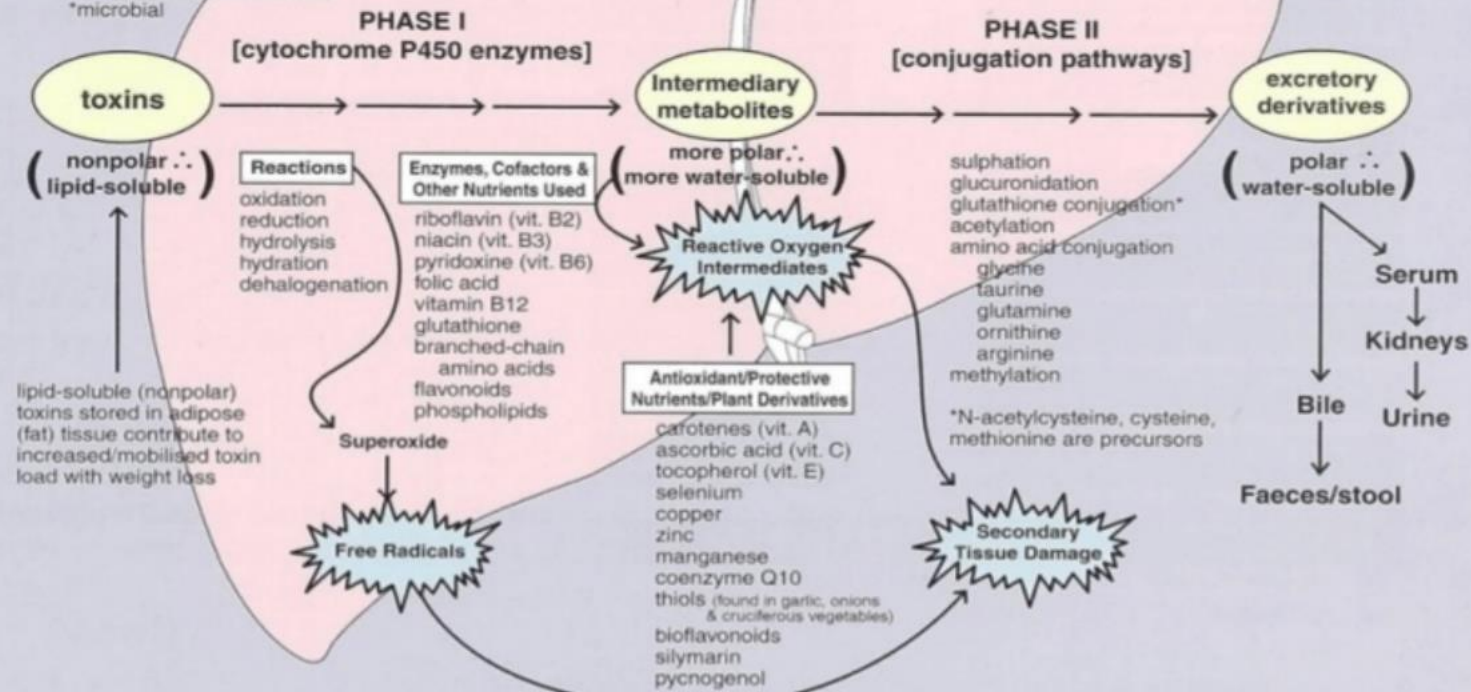 *microbial
PHASE I
[cytochrome P450 enzymes]
PHASE II
[conjugation pathways]
toxins
Intermediary
metabolites
excretory
derivatives
(nonpolar ∴
lipid-soluble)
Reactions
oxidation
reduction
hydrolysis
hydration
dehalogenation
Enzymes, Cofactors &
Other Nutrients Used
riboflavin (vit. B2)
niacin (vit. B3)
pyridoxine (vit. B6)
folic acid
vitamin B12
glutathione
branched-chain
amino acids
flavonoids
phospholipids
(more polar ∴
more water-soluble)
Reactive Oxygen
Intermediates
sulphation
glucuronidation
glutathione conjugation*
acetylation
amino acid conjugation
glycine
taurine
glutamine
ornithine
arginine
methylation
*N-acetylcysteine, cysteine,
methionine are precursors
(polar ∴
water-soluble)
Serum
Kidneys
Urine
Bile
Faeces/stool
lipid-soluble (nonpolar)
toxins stored in adipose
(fat) tissue contribute to
increased/mobilised toxin
load with weight loss
Superoxide
Free Radicals
Antioxidant/Protective
Nutrients/Plant Derivatives
carotenes (vit. A)
ascorbic acid (vit. C)
tocopherol (vit. E)
selenium
copper
zinc
manganese
coenzyme Q10
thiols (found in garlic, onions
& cruciferous vegetables)
bioflavonoids
silymarin
pycnogenol
Secondary
Tissue Damage